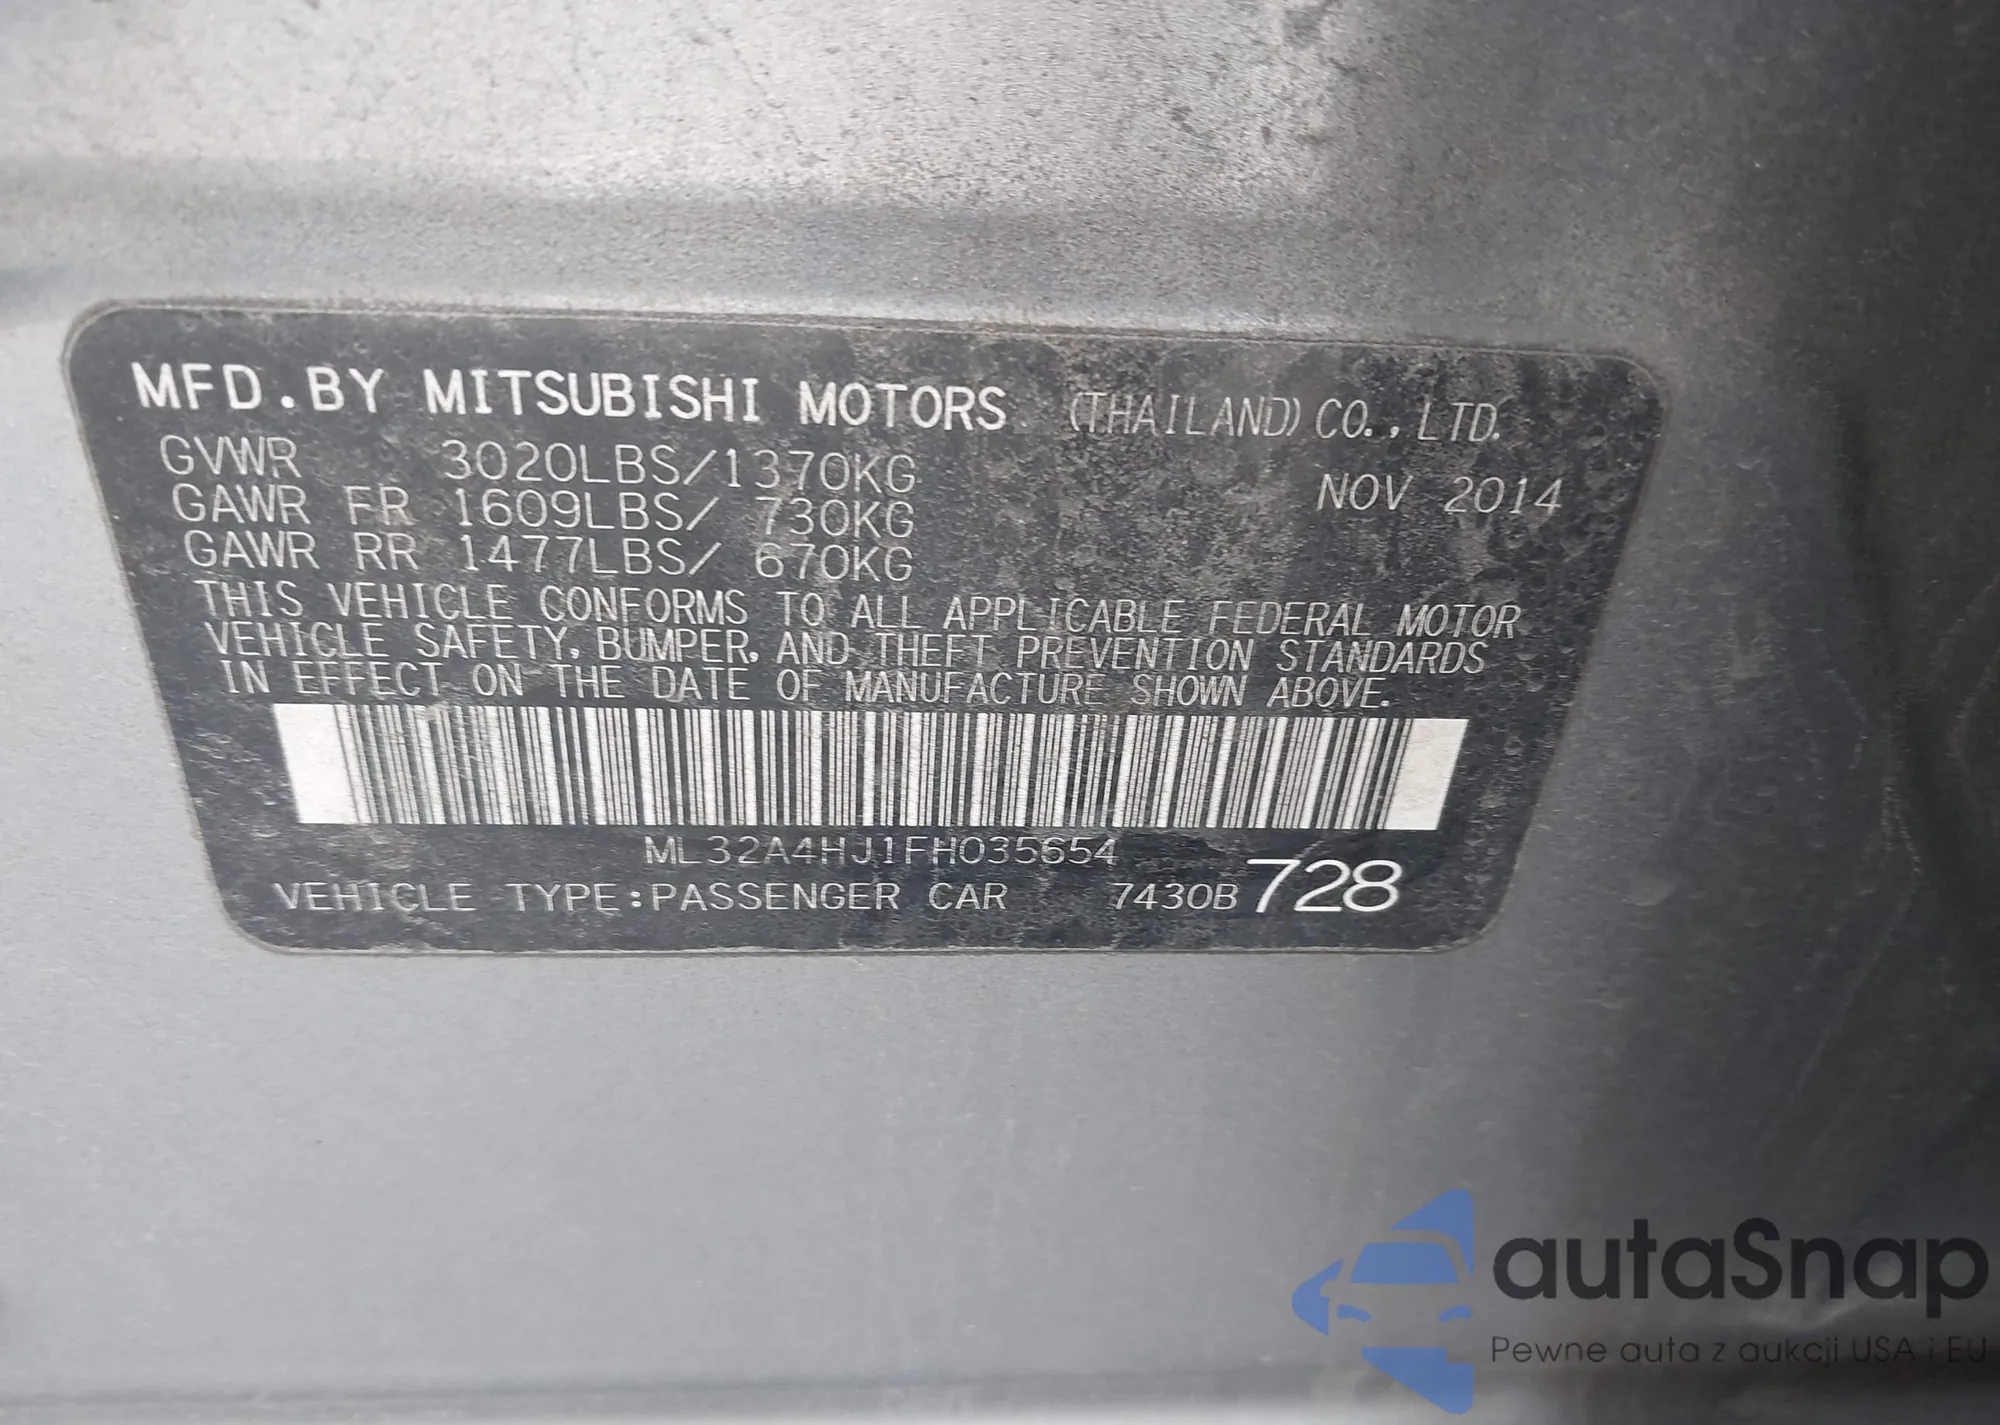 MFD.BY MITSUBISHI MOTORS (THAILAND) CO., LTD.
GVWR 3020LBS/1370KG NOV 2014
GAWR FR 1609LBS/ 730KG
GAWR RR 1477LBS/ 670KG
THIS VEHICLE CONFORMS TO ALL APPLICABLE FEDERAL MOTOR
VEHICLE SAFETY, BUMPER, AND THEFT PREVENTION STANDARDS
IN EFFECT ON THE DATE OF MANUFACTURE SHOWN ABOVE.
ML32A4HJ1FH035654
VEHICLE TYPE:PASSENGER CAR 7430B 728
autaSnap
Pewne auta z aukcji USA i EU